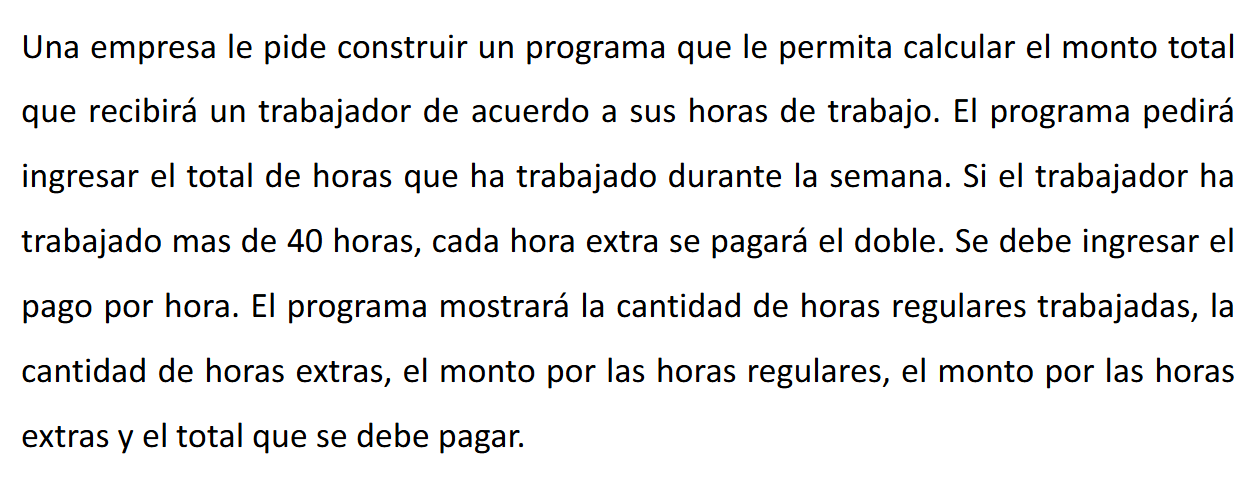 Una empresa le pide construir un programa que le permita calcular el monto total
que recibirá un trabajador de acuerdo a sus horas de trabajo. El programa pedirá
ingresar el total de horas que ha trabajado durante la semana. Si el trabajador ha
trabajado mas de 40 horas, cada hora extra se pagará el doble. Se debe ingresar el
pago por hora. El programa mostrará la cantidad de horas regulares trabajadas, la
cantidad de horas extras, el monto por las horas regulares, el monto por las horas
extras y el total que se debe pagar.